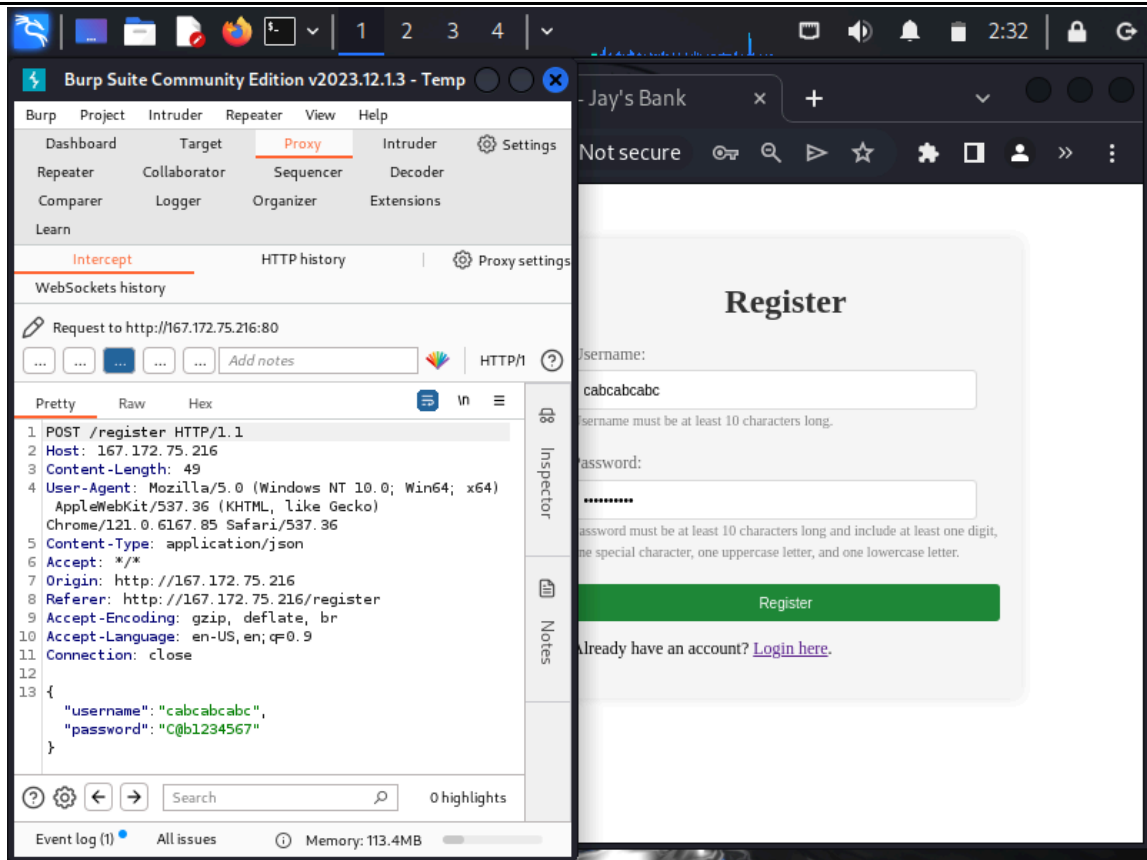 1 2 3 4 2:32
Burp Suite Community Edition v2023.12.1.3 - Temp
Burp Project Intruder Repeater View Help
Dashboard Target Proxy Intruder Settings
Repeater Collaborator Sequencer Decoder
Comparer Logger Organizer Extensions
Learn
Intercept HTTP history Proxy settings
WebSockets history
Request to http://167.172.75.216:80
... ... ... ... ... Add notes HTTP/1
Pretty Raw Hex \n
1 POST /register HTTP/1.1
2 Host: 167.172.75.216
3 Content-Length: 49
4 User-Agent: Mozilla/5.0 (Windows NT 10.0; Win64; x64)
AppleWebKit/537.36 (KHTML, like Gecko)
Chrome/121.0.6167.85 Safari/537.36
5 Content-Type: application/json
6 Accept: */*
7 Origin: http://167.172.75.216
8 Referer: http://167.172.75.216/register
9 Accept-Encoding: gzip, deflate, br
10 Accept-Language: en-US,en;q=0.9
11 Connection: close
12
13 {
"username":"cabcabcabc",
"password":"C@b1234567"
}
Inspector
Notes
Search 0 highlights
Event log (1) All issues Memory: 113.4MB
- Jay's Bank
Not secure
Register
Username:
cabcabcabc
Username must be at least 10 characters long.
Password:
••••••••••
Password must be at least 10 characters long and include at least one digit,
one special character, one uppercase letter, and one lowercase letter.
Register
Already have an account? Login here.